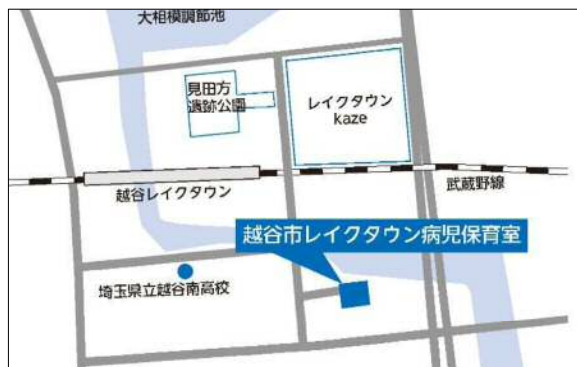 大相模調節池
見田方
遺跡公園
レイクタウン
kaze
越谷レイクタウン
武蔵野線
越谷市レイクタウン病児保育室
埼玉県立越谷南高校